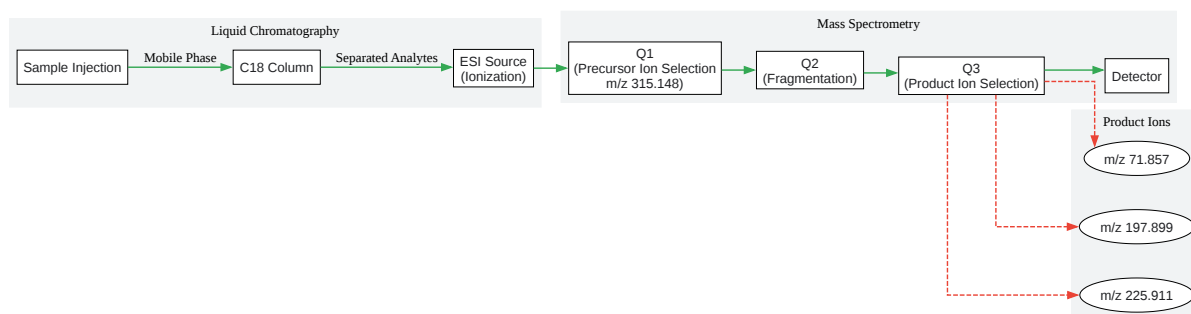 Liquid Chromatography
Mass Spectrometry
Sample Injection
Mobile Phase
C18 Column
Separated Analytes
ESI Source
(Ionization)
Q1
(Precursor Ion Selection
m/z 315.148)
Q2
(Fragmentation)
Q3
(Product Ion Selection)
Detector
Product Ions
m/z 71.857
m/z 197.899
m/z 225.911